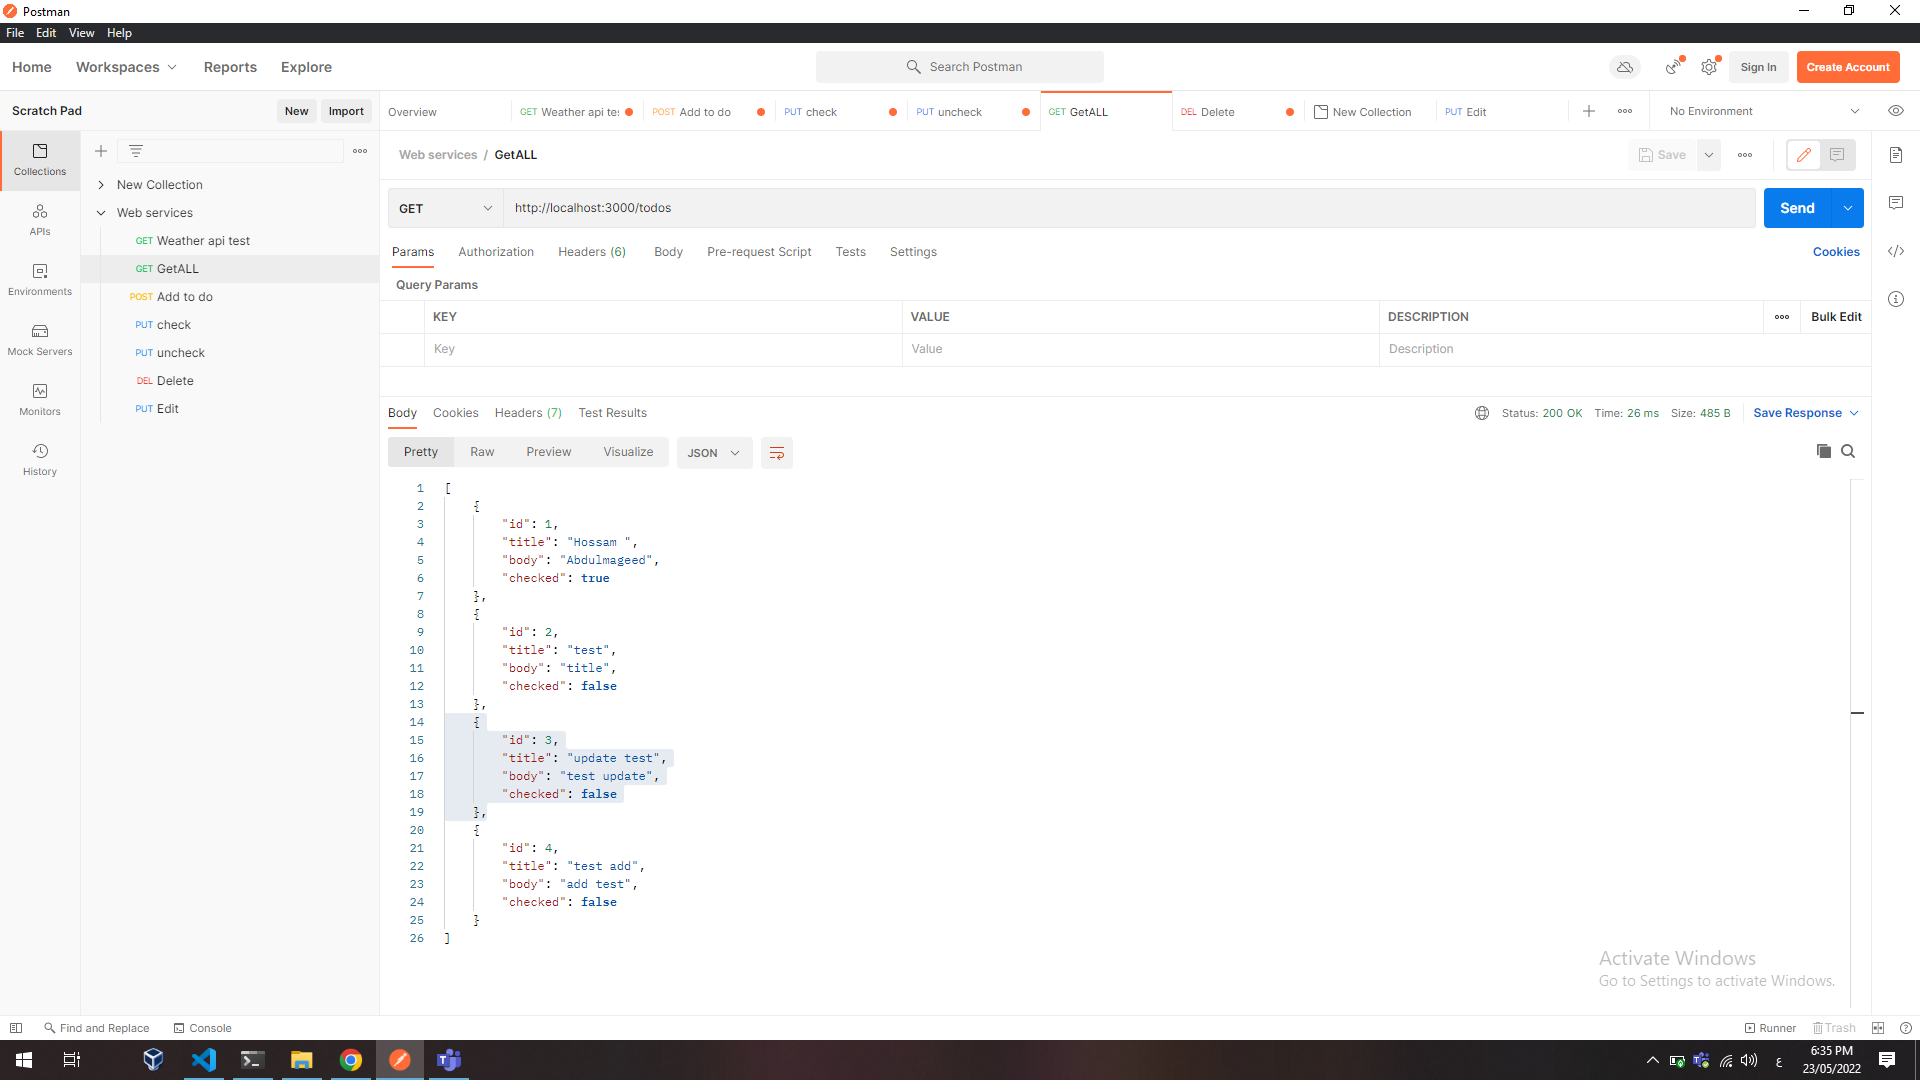 Postman
File Edit View Help
Home Workspaces Reports Explore Search Postman Sign In Create Account
Scratch Pad New Import Overview GET Weather api tes POST Add to do PUT check PUT uncheck GET GetALL DEL Delete New Collection PUT Edit No Environment
Web services / GetALL Save
Collections
APIs
Environments
Mock Servers
Monitors
History
New Collection
Web services
GET Weather api test
GET GetALL
POST Add to do
PUT check
PUT uncheck
DEL Delete
PUT Edit
GET http://localhost:3000/todos Send
Params Authorization Headers (6) Body Pre-request Script Tests Settings Cookies
Query Params
KEY VALUE DESCRIPTION Bulk Edit
Key Value Description
Body Cookies Headers (7) Test Results Status: 200 OK Time: 26 ms Size: 485 B Save Response
Pretty Raw Preview Visualize JSON
1 [
2 {
3 "id": 1,
4 "title": "Hossam ",
5 "body": "Abdulmageed",
6 "checked": true
7 },
8 {
9 "id": 2,
10 "title": "test",
11 "body": "title",
12 "checked": false
13 },
14 {
15 "id": 3,
16 "title": "update test",
17 "body": "test update",
18 "checked": false
19 },
20 {
21 "id": 4,
22 "title": "test add",
23 "body": "add test",
24 "checked": false
25 }
26 ]
Activate Windows
Go to Settings to activate Windows.
Find and Replace Console Runner Trash
ع 6:35 PM
23/05/2022